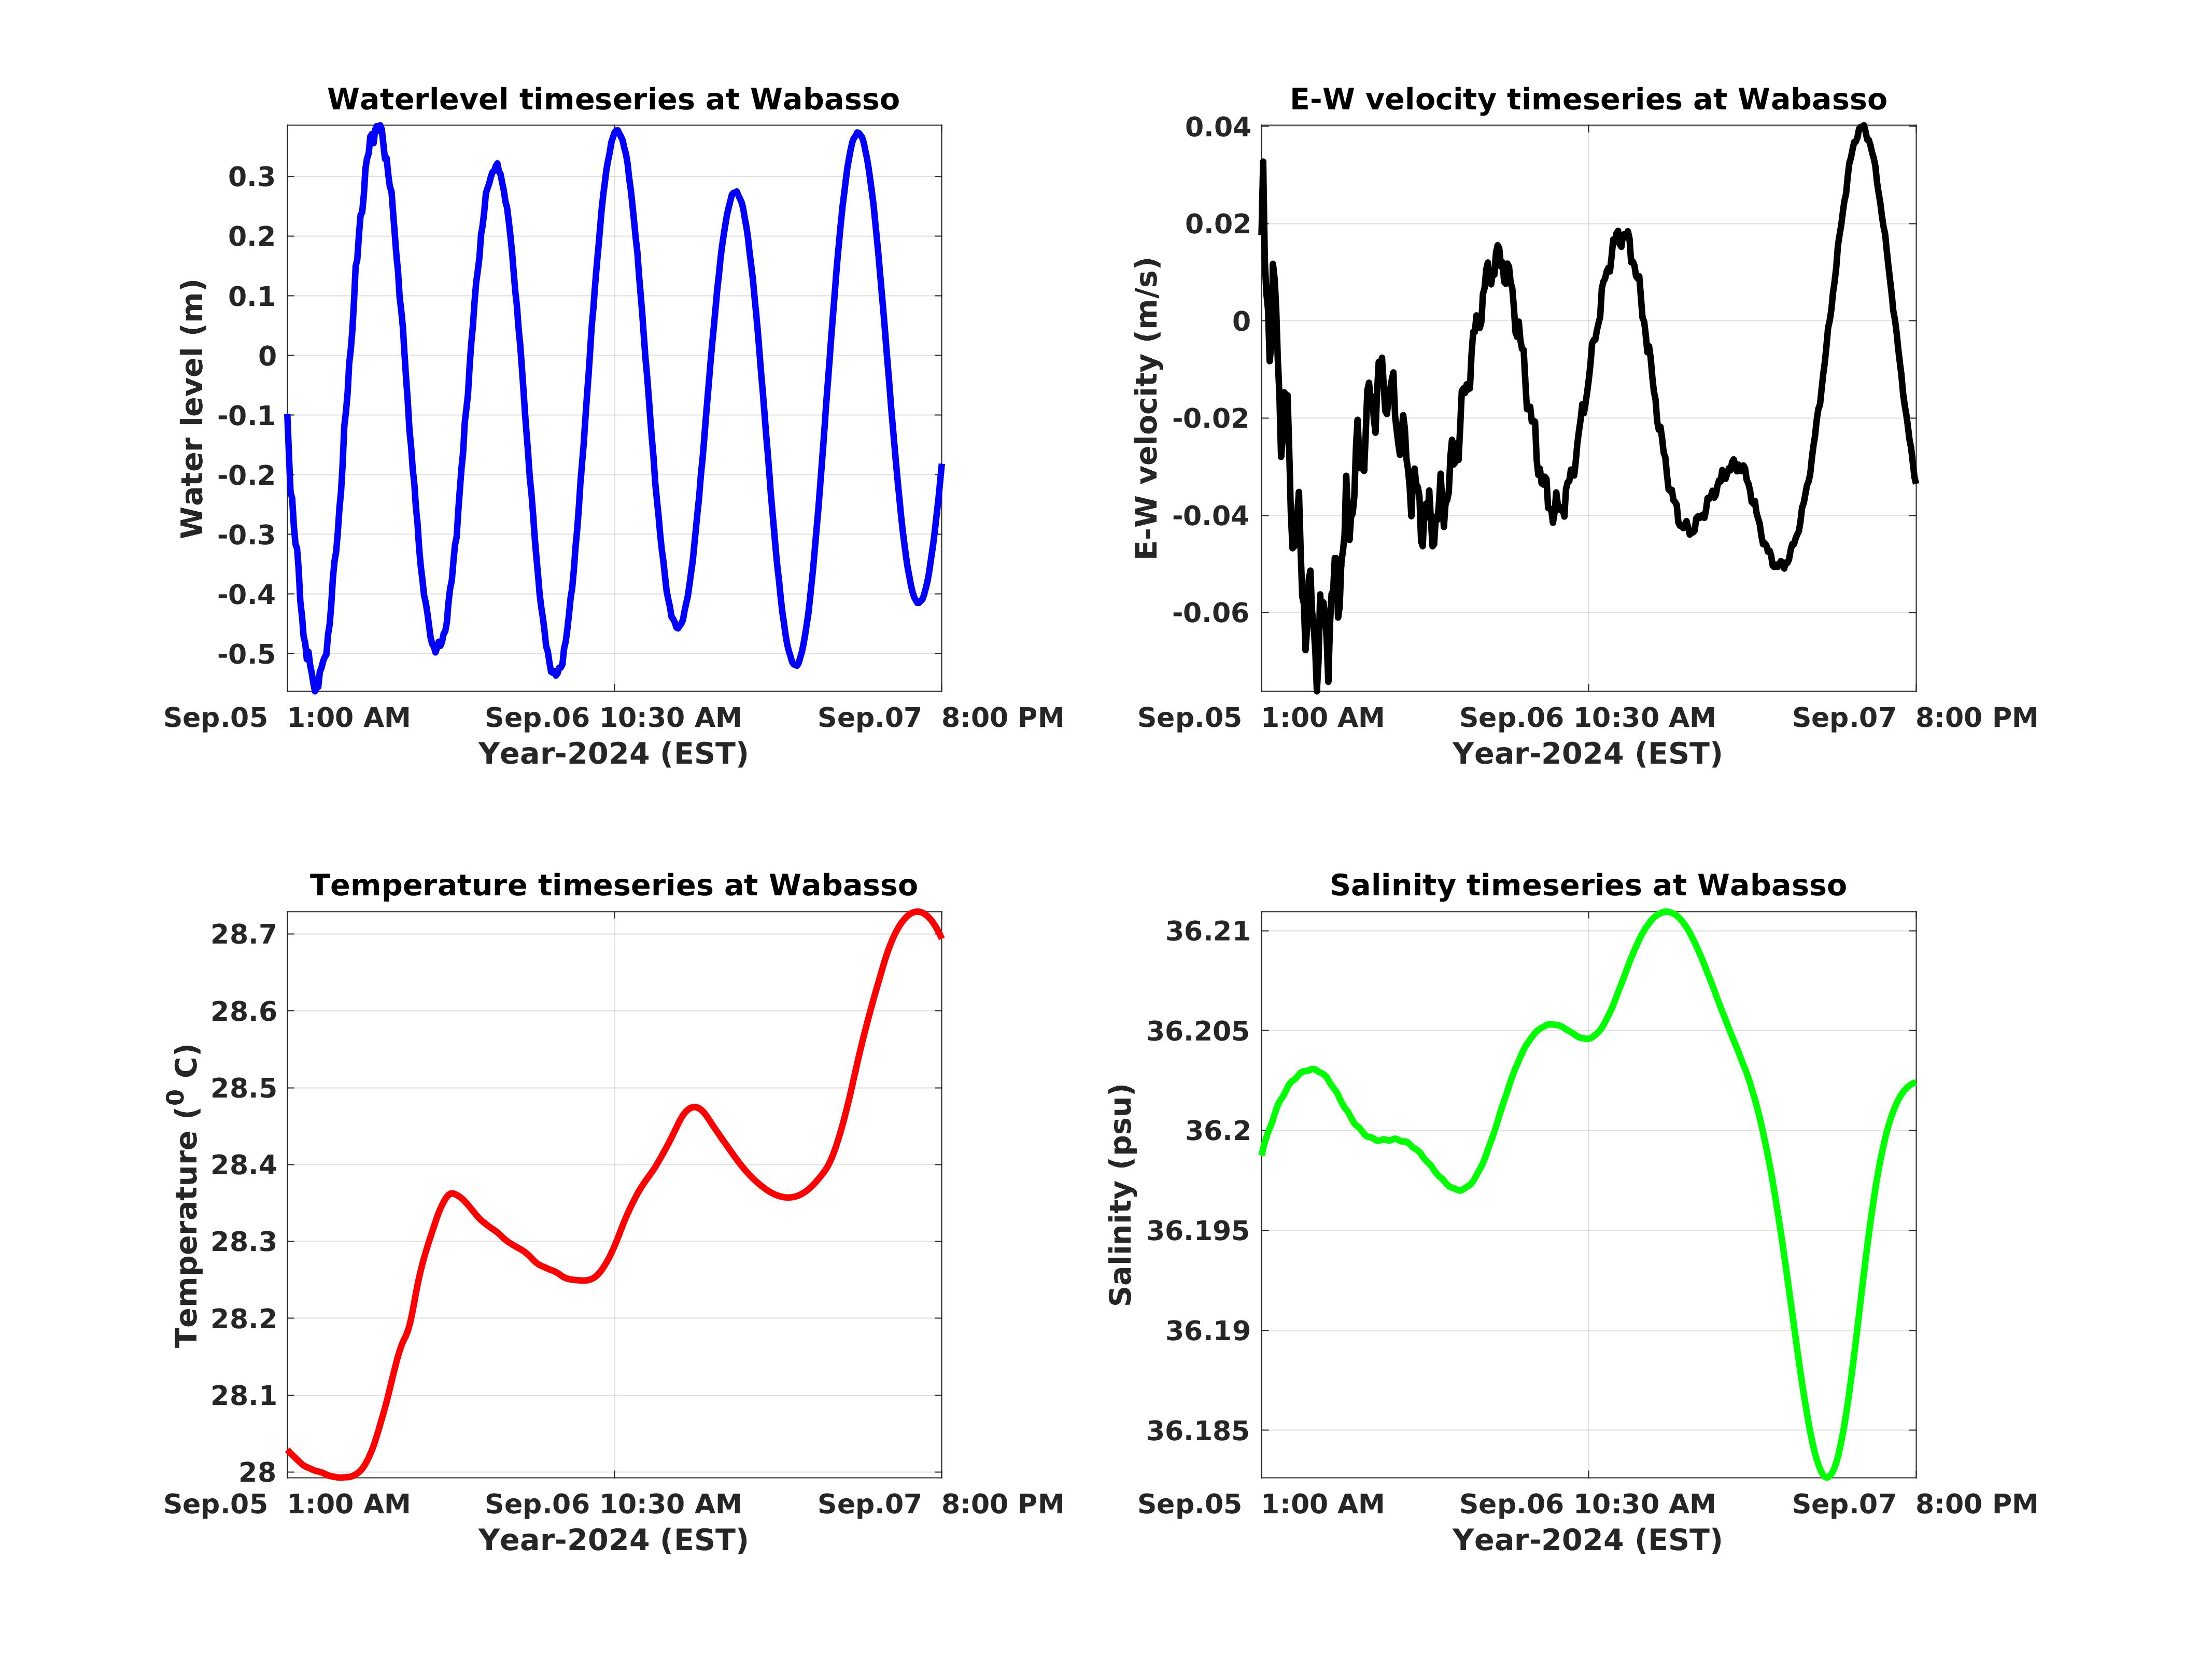 Waterlevel timeseries at Wabasso
0.3
0.2
0.1
0
-0.1
-0.2
-0.3
-0.4
-0.5
Water level (m)
Sep.05 1:00 AM Sep.06 10:30 AM Sep.07 8:00 PM
Year-2024 (EST)
E-W velocity timeseries at Wabasso
0.04
0.02
0
-0.02
-0.04
-0.06
E-W velocity (m/s)
Sep.05 1:00 AM Sep.06 10:30 AM Sep.07 8:00 PM
Year-2024 (EST)
Temperature timeseries at Wabasso
28.7
28.6
28.5
28.4
28.3
28.2
28.1
28
Temperature (⁰ C)
Sep.05 1:00 AM Sep.06 10:30 AM Sep.07 8:00 PM
Year-2024 (EST)
Salinity timeseries at Wabasso
36.21
36.205
36.2
36.195
36.19
36.185
Salinity (psu)
Sep.05 1:00 AM Sep.06 10:30 AM Sep.07 8:00 PM
Year-2024 (EST)